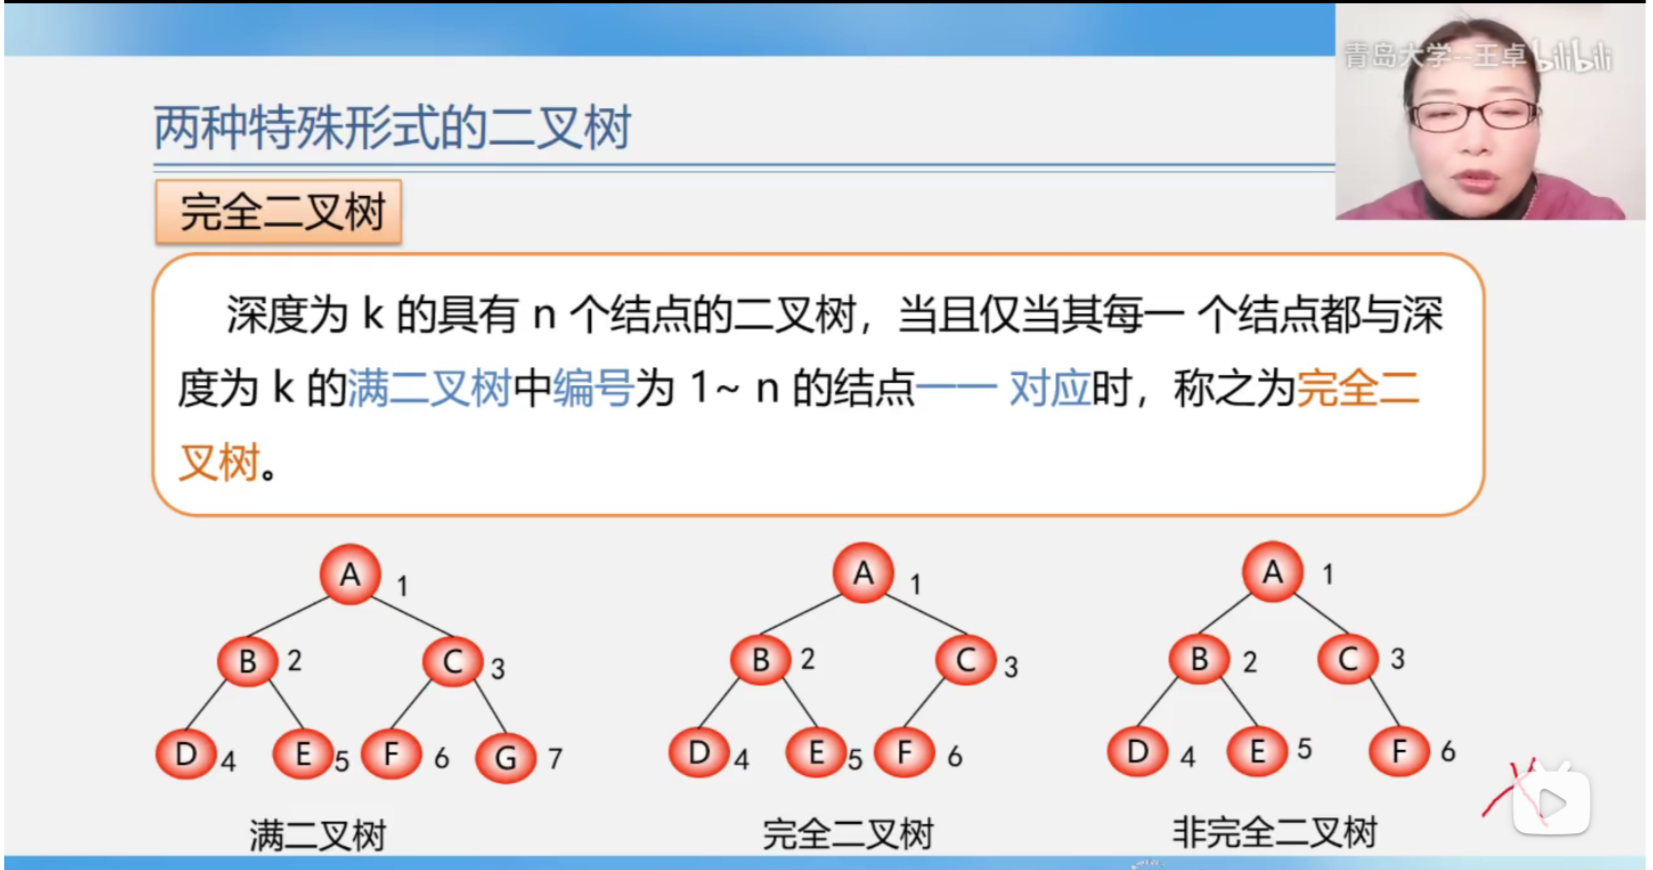 青岛大学--王卓 bilibili
两种特殊形式的二叉树
完全二叉树
深度为 k 的具有 n 个结点的二叉树，当且仅当其每一 个结点都与深
度为 k 的满二叉树中编号为 1~ n 的结点一一 对应时，称之为完全二
叉树。
A 1
B 2 C 3
D 4 E 5 F 6 G 7
满二叉树
A 1
B 2 C 3
D 4 E 5 F 6
完全二叉树
A 1
B 2 C 3
D 4 E 5 F 6
非完全二叉树